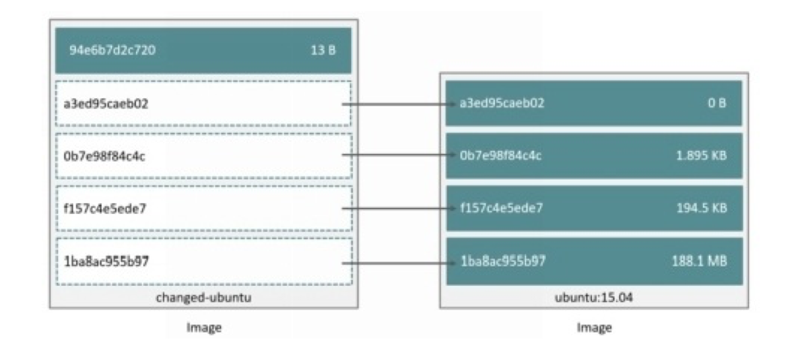 94e6b7d2c720 13 B
a3ed95caeb02
0b7e98f84c4c
f157c4e5ede7
1ba8ac955b97
changed-ubuntu
Image
a3ed95caeb02 0 B
0b7e98f84c4c 1.895 KB
f157c4e5ede7 194.5 KB
1ba8ac955b97 188.1 MB
ubuntu:15.04
Image